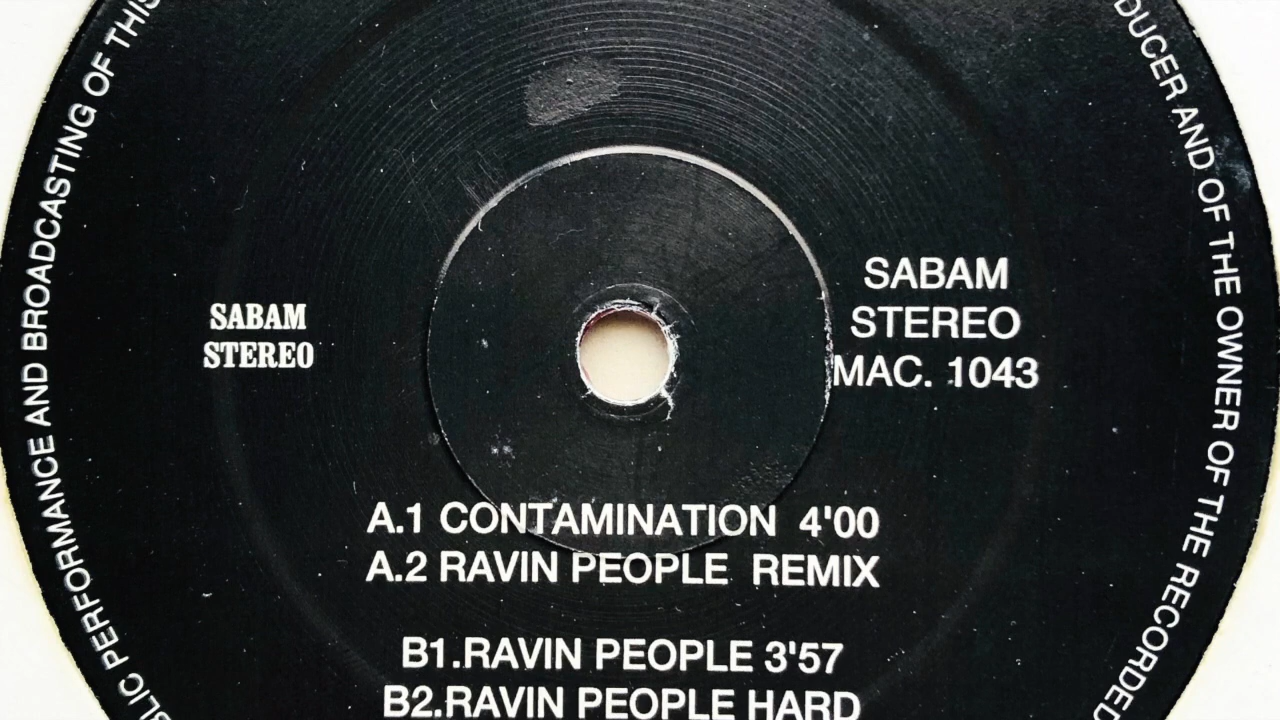 BLIC PERFORMANCE AND BROADCASTING OF THIS
DUCER AND OF THE OWNER OF THE RECORDED
SABAM
STEREO
SABAM
STEREO
MAC. 1043
A.1 CONTAMINATION 4'00
A.2 RAVIN PEOPLE REMIX
B1.RAVIN PEOPLE 3'57
B2.RAVIN PEOPLE HARD